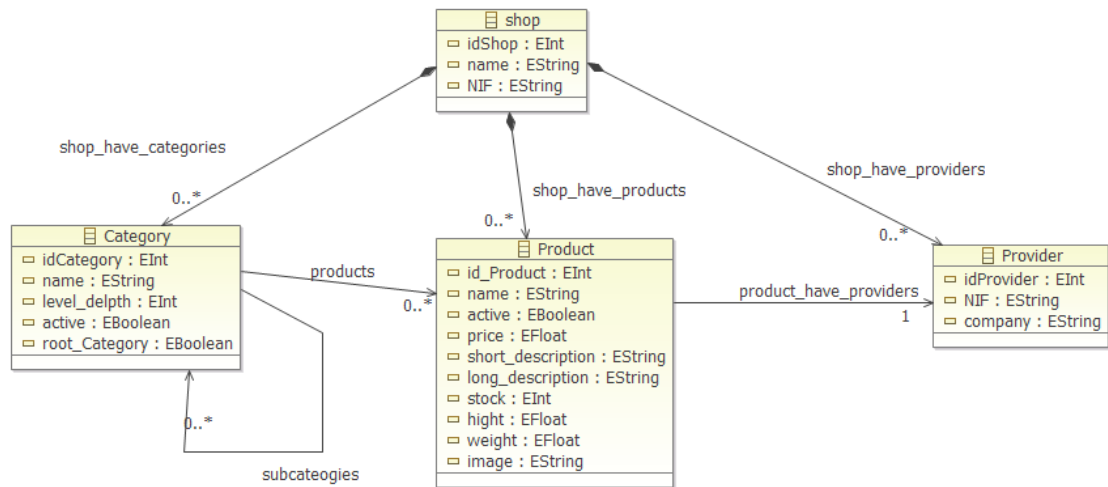 shop
idShop : EInt
name : EString
NIF : EString
shop_have_categories
0..*
shop_have_products
0..*
shop_have_providers
0..*
Category
idCategory : EInt
name : EString
level_delpth : EInt
active : EBoolean
root_Category : EBoolean
products
0..*
0..*
subcateogies
Product
id_Product : EInt
name : EString
active : EBoolean
price : EFloat
short_description : EString
long_description : EString
stock : EInt
hight : EFloat
weight : EFloat
image : EString
product_have_providers
1
Provider
idProvider : EInt
NIF : EString
company : EString